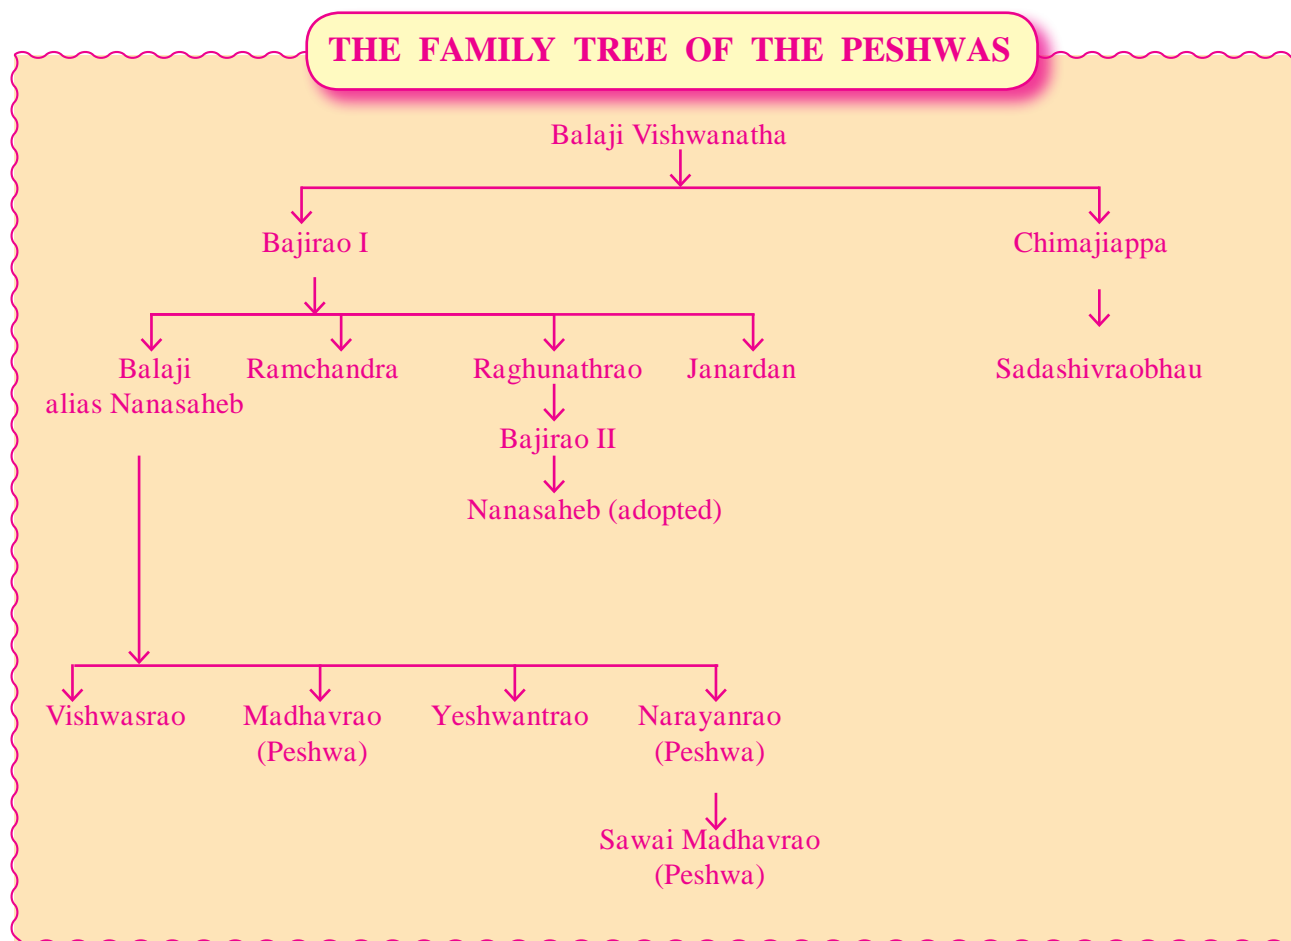 THE FAMILY TREE OF THE PESHWAS
Balaji Vishwanatha
Bajirao I
Chimajiappa
Balaji
alias Nanasaheb
Ramchandra
Raghunathrao
Janardan
Sadashivraobhau
Bajirao II
Nanasaheb (adopted)
Vishwasrao
Madhavrao
(Peshwa)
Yeshwantrao
Narayanrao
(Peshwa)
Sawai Madhavrao
(Peshwa)